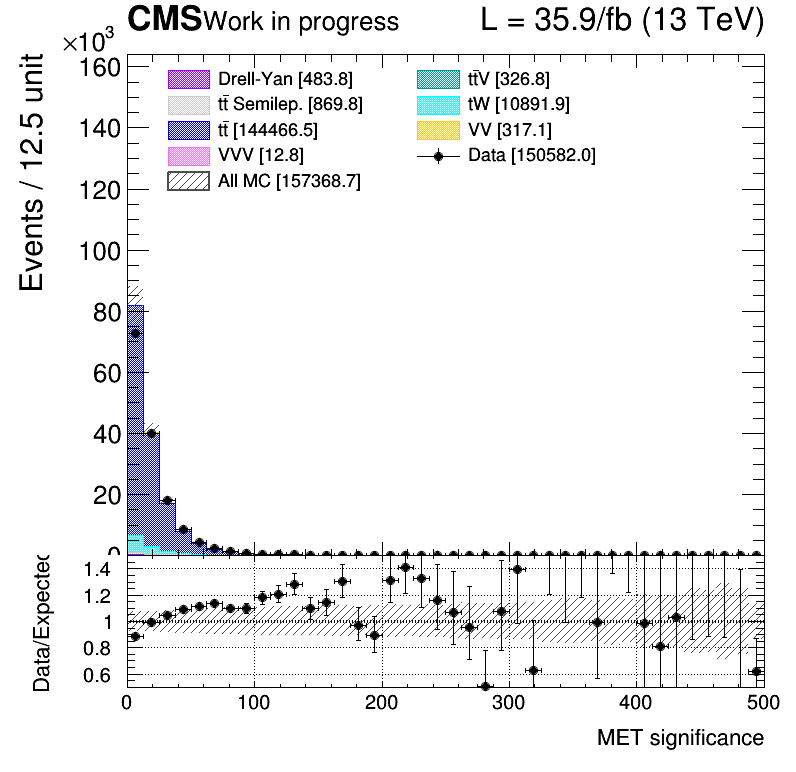 CMS Work in progress
L = 35.9/fb (13 TeV)
×10³
Events / 12.5 unit
160
140
120
100
80
60
40
20
0
Drell-Yan [483.8]
tt̄ Semilep. [869.8]
tt̄ [144466.5]
VVV [12.8]
All MC [157368.7]
tt̄V [326.8]
tW [10891.9]
VV [317.1]
Data [150582.0]
Data/Expected
1.4
1.2
1
0.8
0.6
0 100 200 300 400 500
MET significance